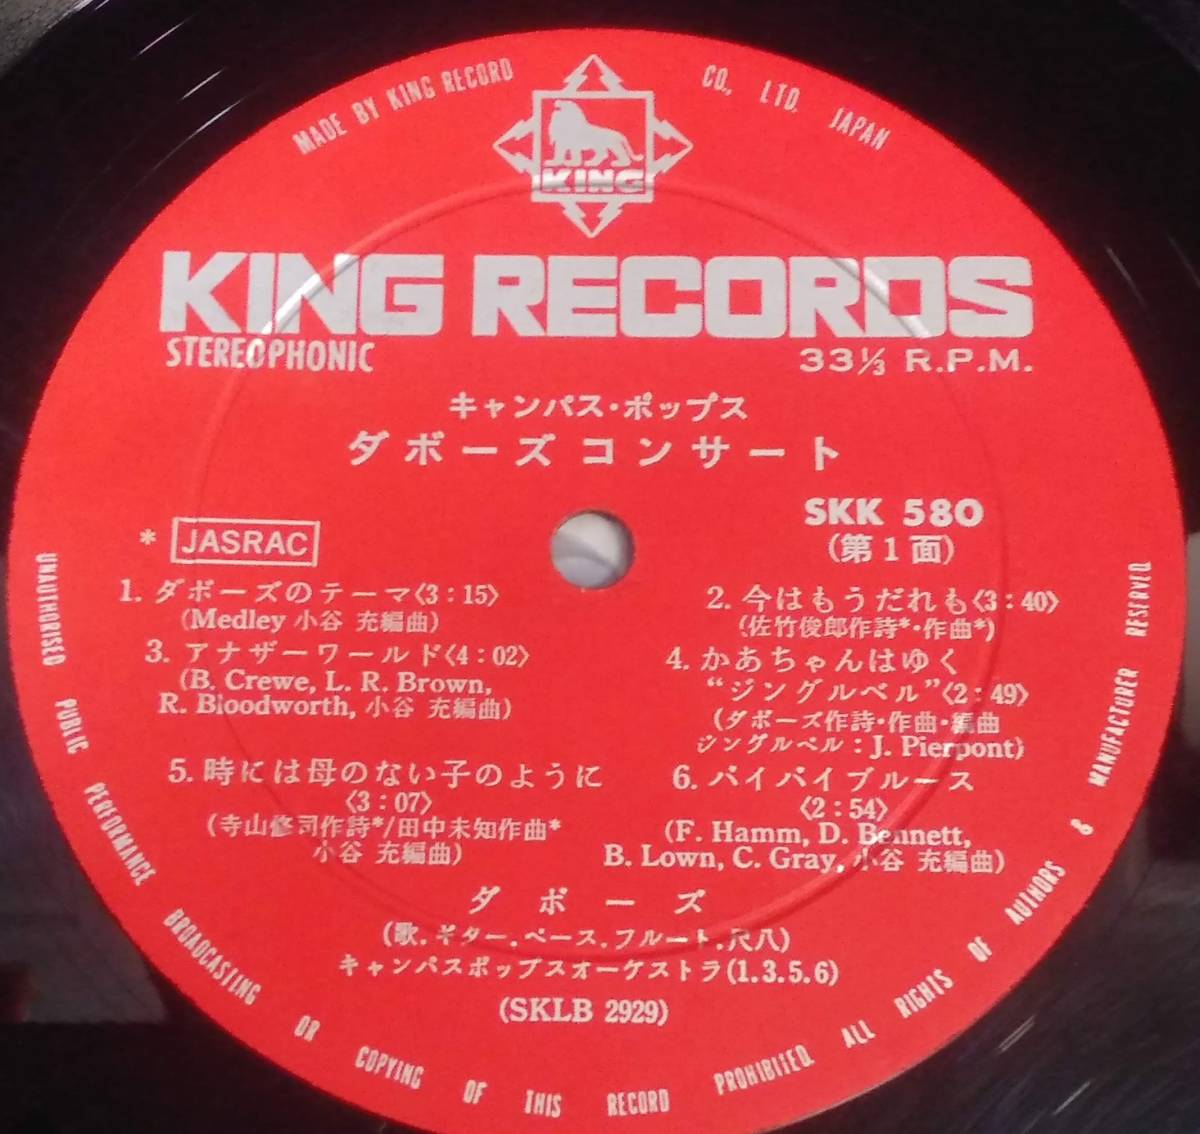 MADE BY KING RECORD CO., LTD. JAPAN
KING
KING RECORDS
STEREOPHONIC
33⅓ R.P.M.
キャンパス・ポップス
ダボーズコンサート
SKK 580
(第1面)
* JASRAC
1. ダボーズのテーマ〈3:15〉
(Medley 小谷 充編曲)
2. 今はもうだれも〈3:40〉
(佐竹俊郎作詩*・作曲*)
3. アナザーワールド〈4:02〉
(B. Crewe, L. R. Brown,
R. Bloodworth, 小谷 充編曲)
4. かあちゃんはゆく
“ジングルベル”〈2:49〉
(ダボーズ作詩・作曲・編曲
ジングルベル:J. Pierpont)
5. 時には母のない子のように
〈3:07〉
(寺山修司作詩*/田中未知作曲*
小谷 充編曲)
6. バイバイブルース
〈2:54〉
(F. Hamm, D. Bennett,
B. Lown, C. Gray, 小谷 充編曲)
ダボーズ
(歌.ギター.ベース.フルート.尺八)
キャンパスポップスオーケストラ(1.3.5.6)
(SKLB 2929)
UNAUTHORISED PUBLIC PERFORMANCE BROADCASTING OR COPYING OF THIS RECORD PROHIBITED. ALL RIGHTS OF AUTHORS & MANUFACTURER RESERVED.